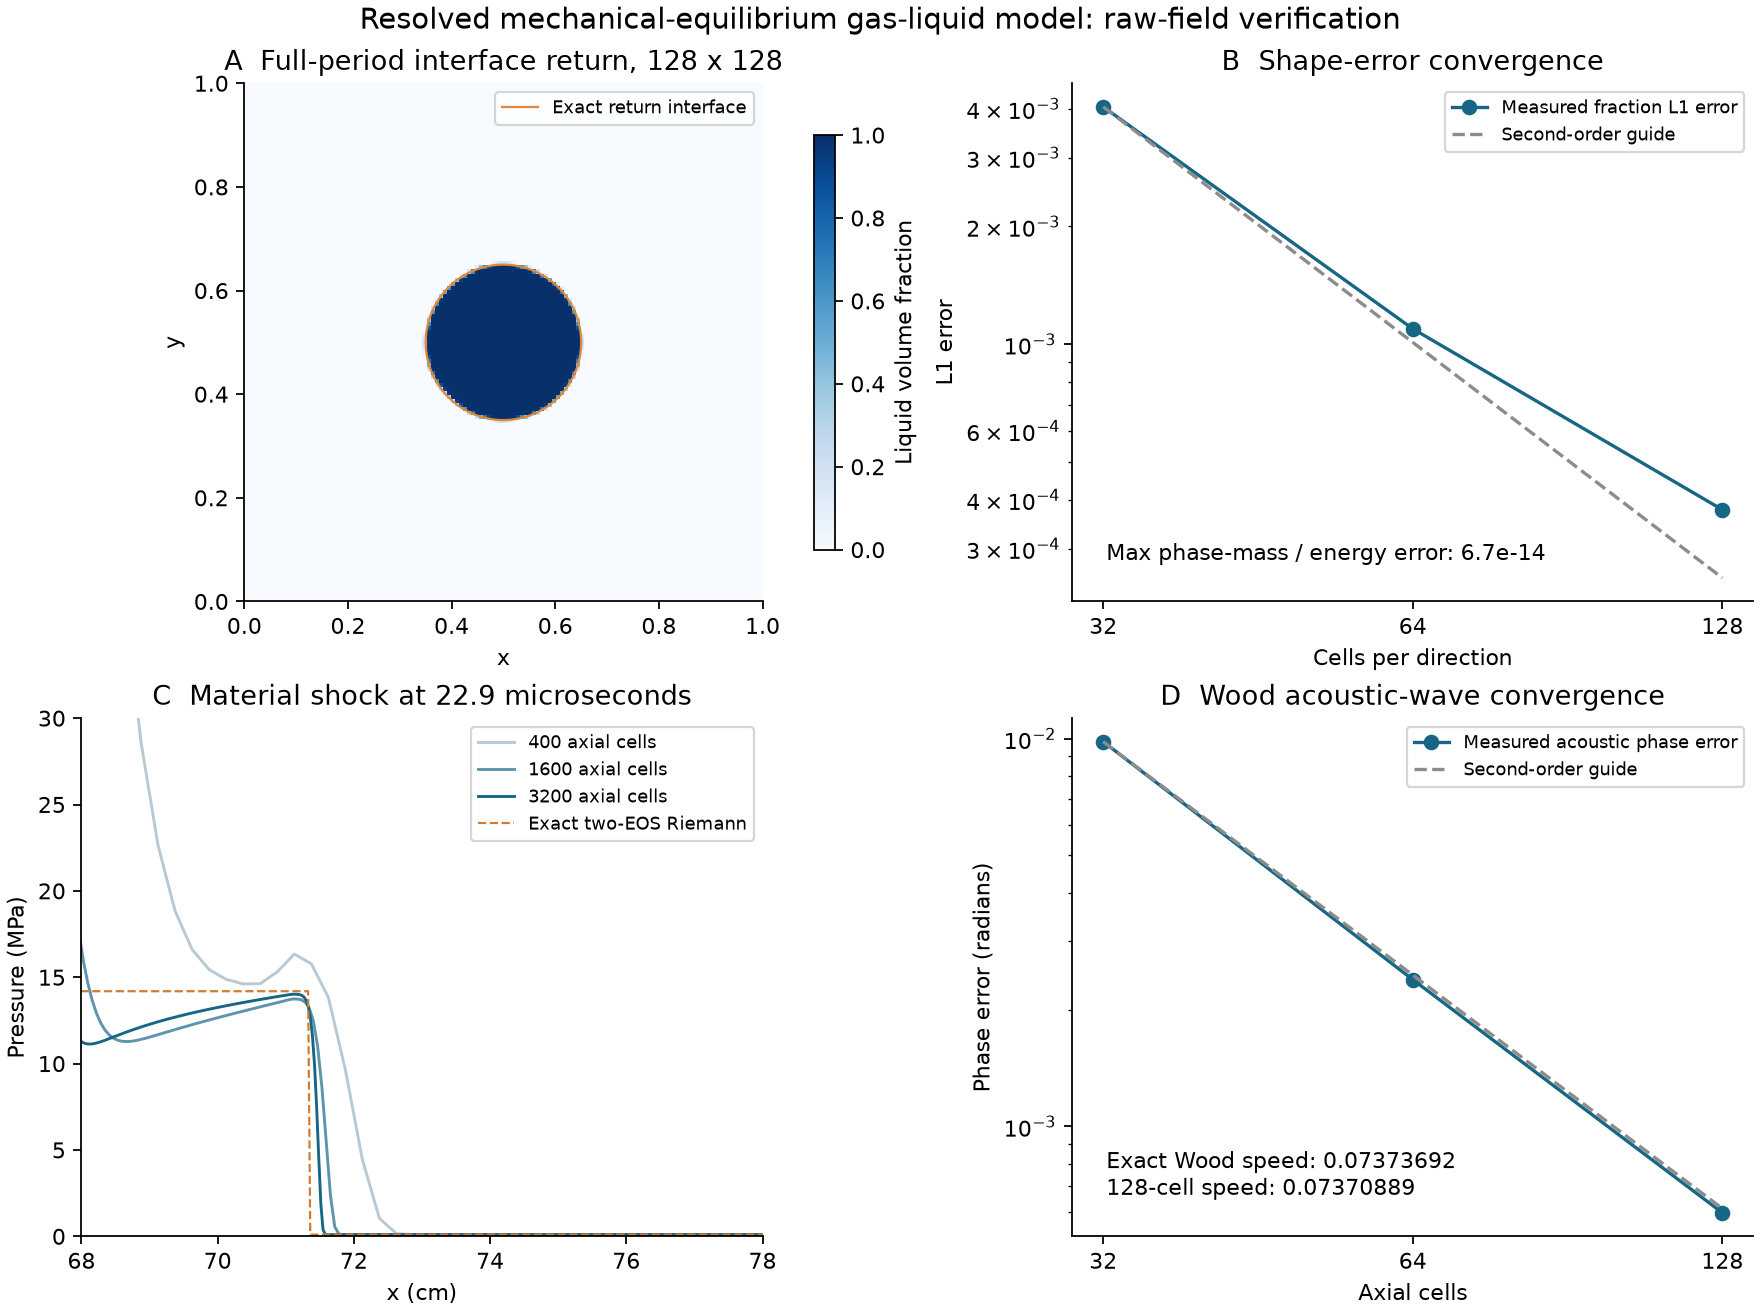 Resolved mechanical-equilibrium gas-liquid model: raw-field verification
A Full-period interface return, 128 x 128
1.0
0.8
0.6
0.4
0.2
0.0
y
0.0 0.2 0.4 0.6 0.8 1.0
x
Exact return interface
1.0
0.8
0.6
0.4
0.2
0.0
Liquid volume fraction
B Shape-error convergence
4 × 10⁻³
3 × 10⁻³
2 × 10⁻³
10⁻³
6 × 10⁻⁴
4 × 10⁻⁴
3 × 10⁻⁴
L1 error
Measured fraction L1 error
Second-order guide
Max phase-mass / energy error: 6.7e-14
32 64 128
Cells per direction
C Material shock at 22.9 microseconds
30
25
20
15
10
5
0
Pressure (MPa)
400 axial cells
1600 axial cells
3200 axial cells
Exact two-EOS Riemann
68 70 72 74 76 78
x (cm)
D Wood acoustic-wave convergence
10⁻²
10⁻³
Phase error (radians)
Measured acoustic phase error
Second-order guide
Exact Wood speed: 0.07373692
128-cell speed: 0.07370889
32 64 128
Axial cells